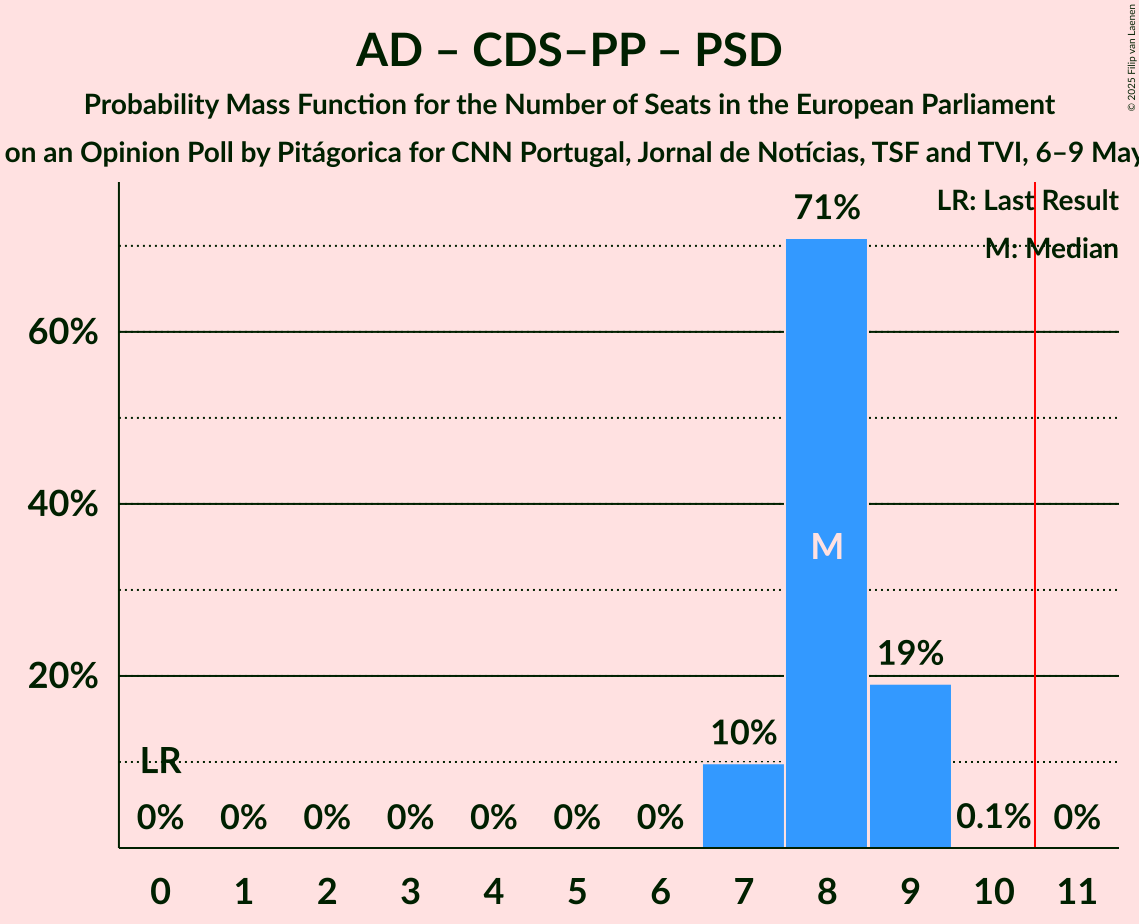 AD – CDS–PP – PSD
Probability Mass Function for the Number of Seats in the European Parliament
on an Opinion Poll by Pitágorica for CNN Portugal, Jornal de Notícias, TSF and TVI, 6–9 May
© 2025 Filip van Laenen
LR: Last Result
M: Median
71%
60%
40%
M
19%
20%
10%
LR
0% 0% 0% 0% 0% 0% 0% 0.1% 0%
0 1 2 3 4 5 6 7 8 9 10 11